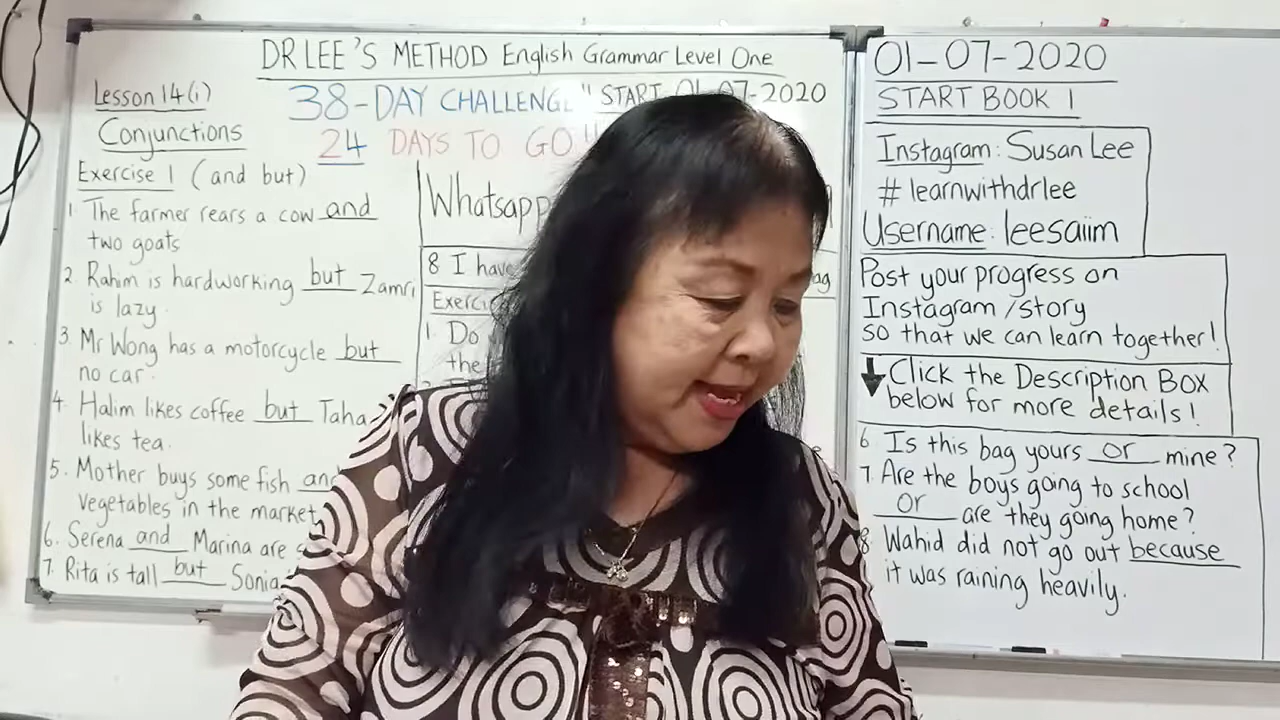 DR LEE'S METHOD English Grammar Level One
Lesson 14(i)
38-DAY CHALLENGE " START 01-07-2020
Conjunctions
24 DAYS TO GO!!
Exercise 1 (and but)
1. The farmer rears a cow and
two goats
2. Rahim is hardworking but Zamri
is lazy.
3. Mr Wong has a motorcycle but
no car.
4. Halim likes coffee but Taha
likes tea.
5. Mother buys some fish and
vegetables in the market
6. Serena and Marina are
7. Rita is tall but Sonia
Whatsapp
8 I have
1. Do
01-07-2020
START BOOK 1
Instagram: Susan Lee
# learnwithdrlee
Username: leesaiim
Post your progress on
Instagram /story
so that we can learn together!
Click the Description Box
below for more details!
6. Is this bag yours or mine?
7. Are the boys going to school
or are they going home?
8 Wahid did not go out because
it was raining heavily.